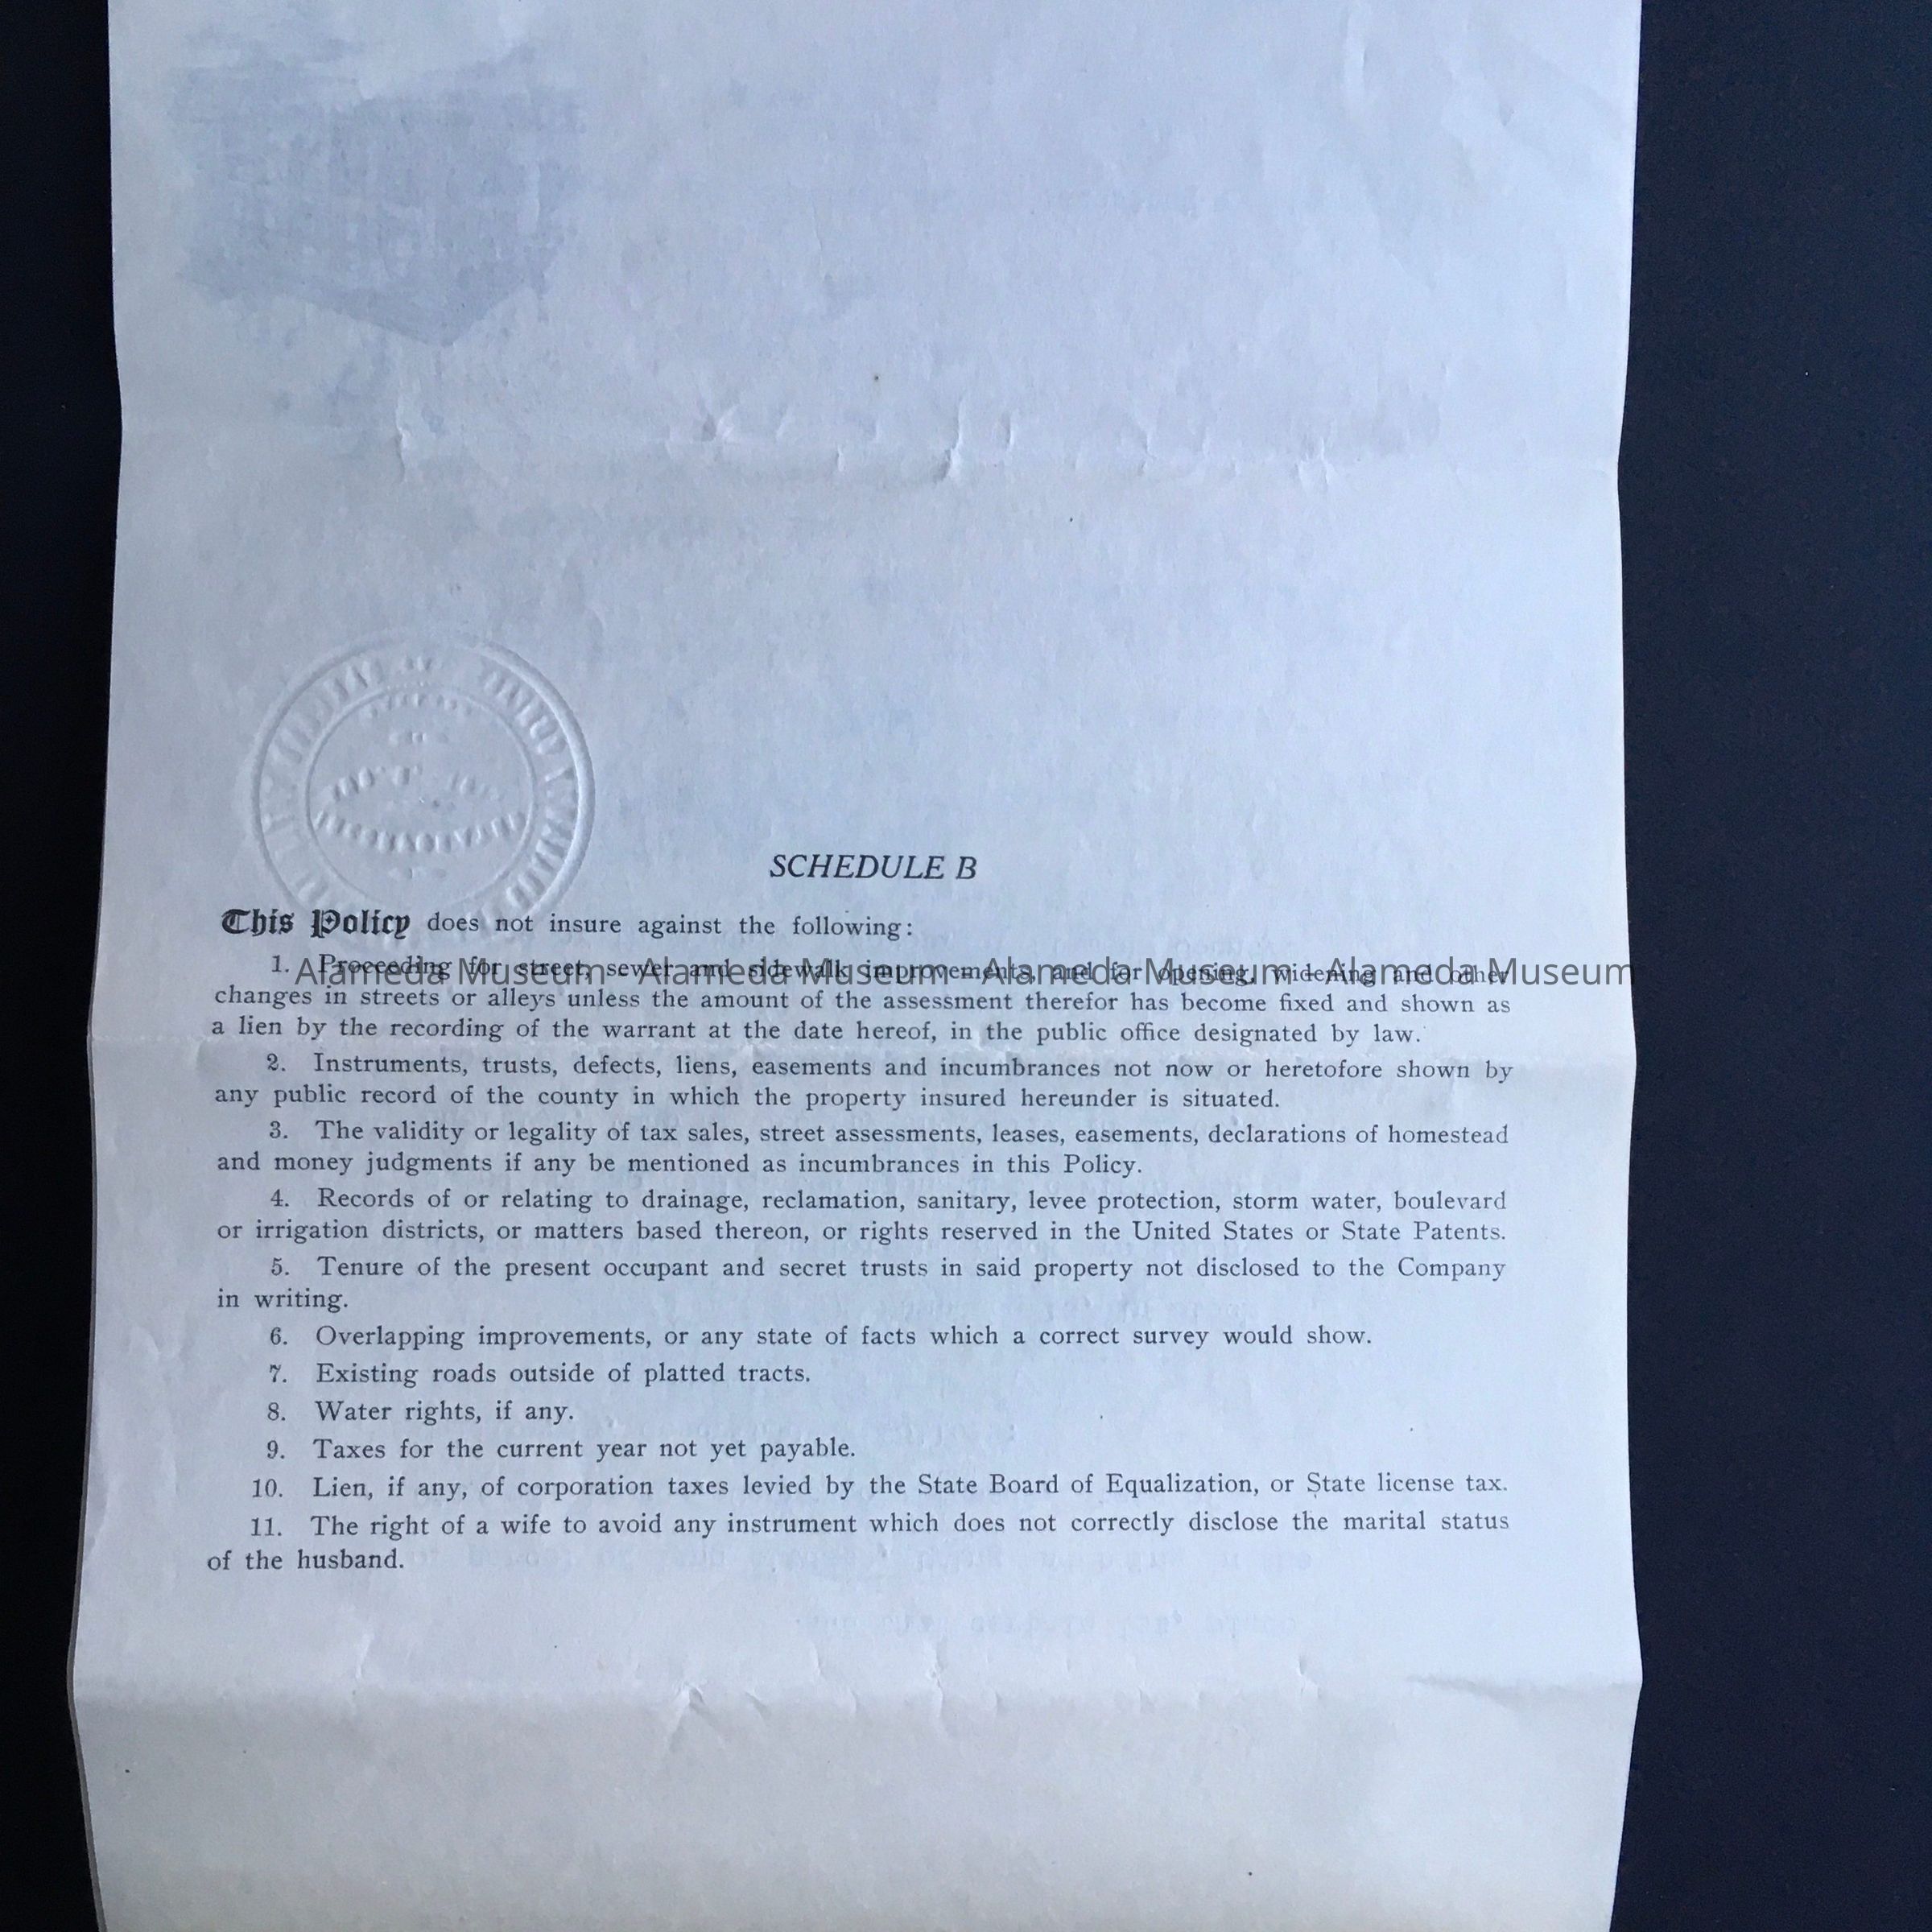 SCHEDULE B
This Policy does not insure against the following:
1. Proceeding for street, sewer and sidewalk improvements, and for opening, widening and other
Alameda Museum - Alameda Museum - Alameda Museum - Alameda Museum
changes in streets or alleys unless the amount of the assessment therefor has become fixed and shown as
a lien by the recording of the warrant at the date hereof, in the public office designated by law.
2. Instruments, trusts, defects, liens, easements and incumbrances not now or heretofore shown by
any public record of the county in which the property insured hereunder is situated.
3. The validity or legality of tax sales, street assessments, leases, easements, declarations of homestead
and money judgments if any be mentioned as incumbrances in this Policy.
4. Records of or relating to drainage, reclamation, sanitary, levee protection, storm water, boulevard
or irrigation districts, or matters based thereon, or rights reserved in the United States or State Patents.
5. Tenure of the present occupant and secret trusts in said property not disclosed to the Company
in writing.
6. Overlapping improvements, or any state of facts which a correct survey would show.
7. Existing roads outside of platted tracts.
8. Water rights, if any.
9. Taxes for the current year not yet payable.
10. Lien, if any, of corporation taxes levied by the State Board of Equalization, or State license tax.
11. The right of a wife to avoid any instrument which does not correctly disclose the marital status
of the husband.